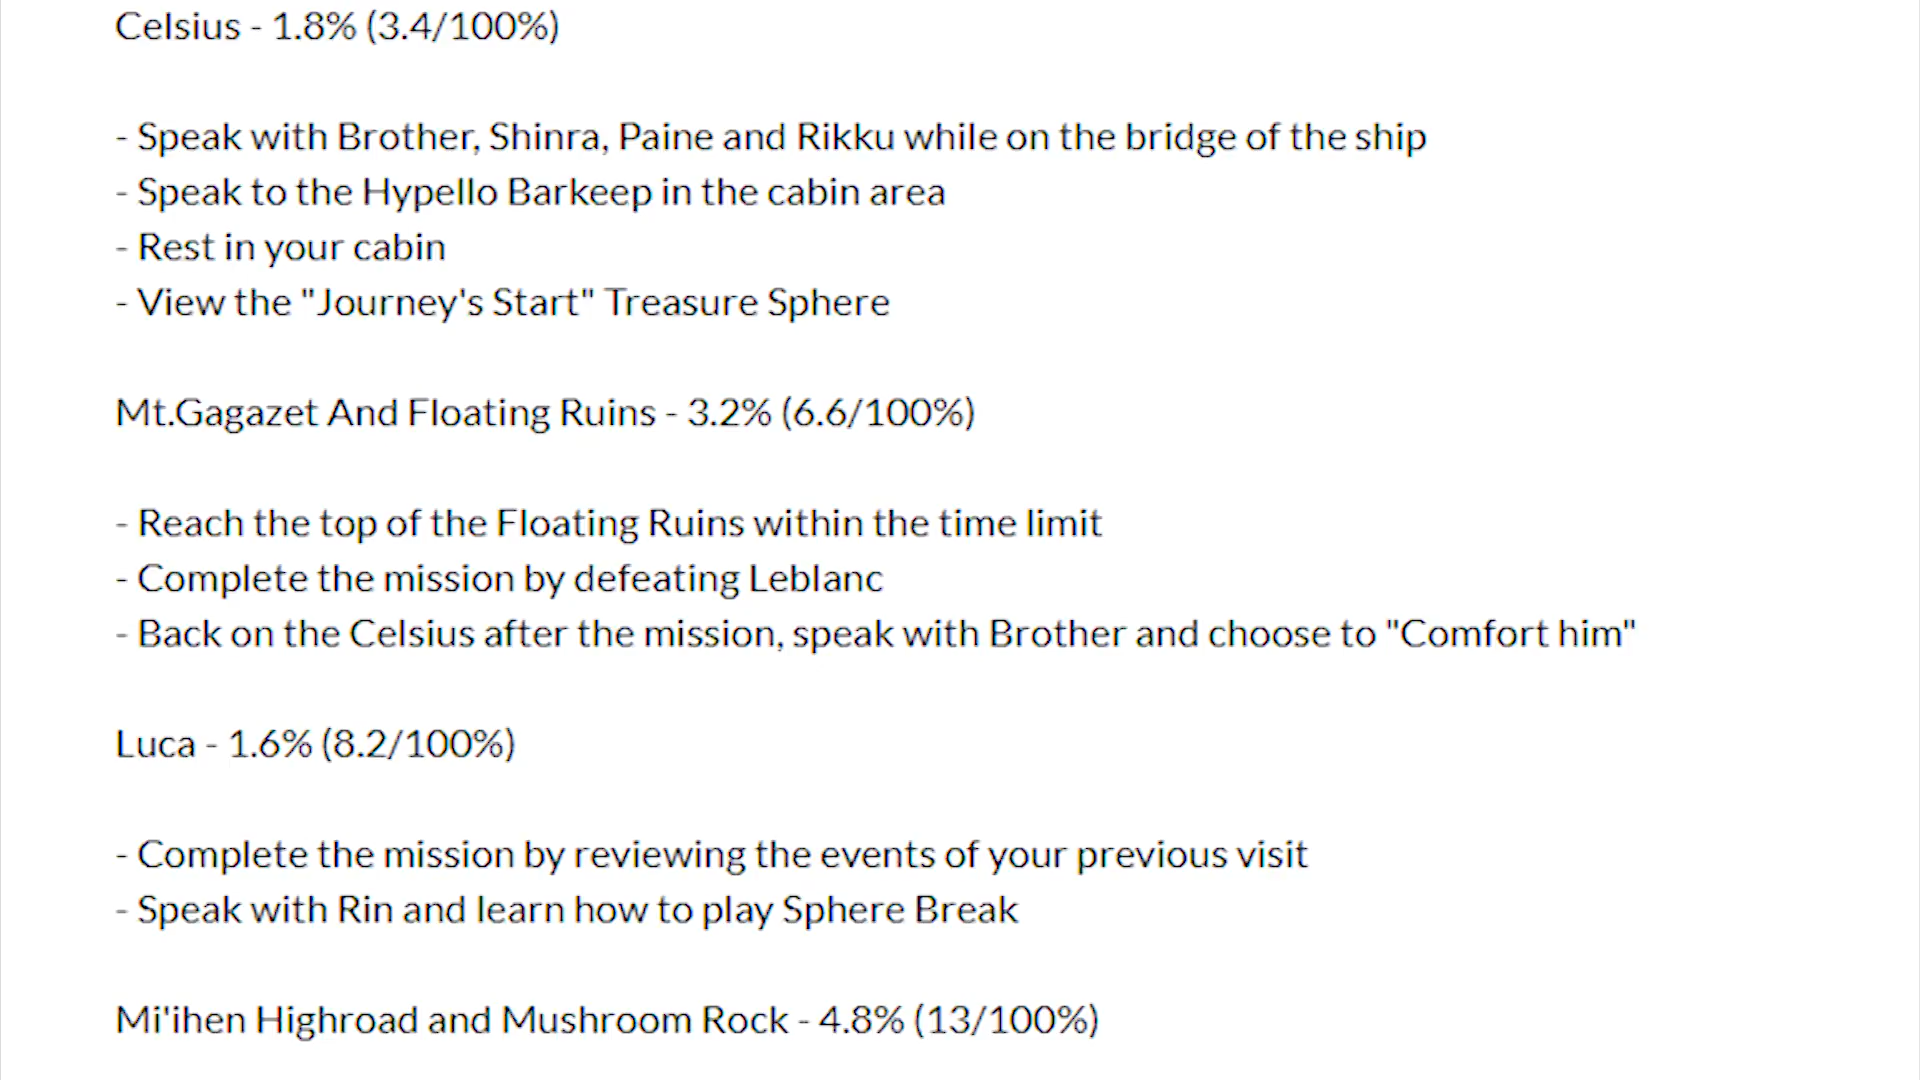 Celsius - 1.8% (3.4/100%)
- Speak with Brother, Shinra, Paine and Rikku while on the bridge of the ship
- Speak to the Hypello Barkeep in the cabin area
- Rest in your cabin
- View the "Journey's Start" Treasure Sphere
Mt.Gagazet And Floating Ruins - 3.2% (6.6/100%)
- Reach the top of the Floating Ruins within the time limit
- Complete the mission by defeating Leblanc
- Back on the Celsius after the mission, speak with Brother and choose to "Comfort him"
Luca - 1.6% (8.2/100%)
- Complete the mission by reviewing the events of your previous visit
- Speak with Rin and learn how to play Sphere Break
Mi'ihen Highroad and Mushroom Rock - 4.8% (13/100%)